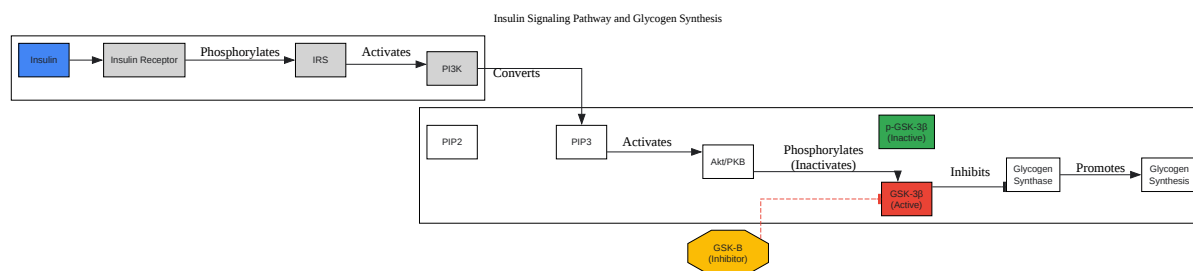 Insulin Signaling Pathway and Glycogen Synthesis
Insulin
Insulin Receptor
Phosphorylates
IRS
Activates
PI3K
Converts
PIP2
PIP3
Activates
Akt/PKB
Phosphorylates
(Inactivates)
p-GSK-3β
(Inactive)
GSK-3β
(Active)
Inhibits
Glycogen
Synthase
Promotes
Glycogen
Synthesis
GSK-B
(Inhibitor)